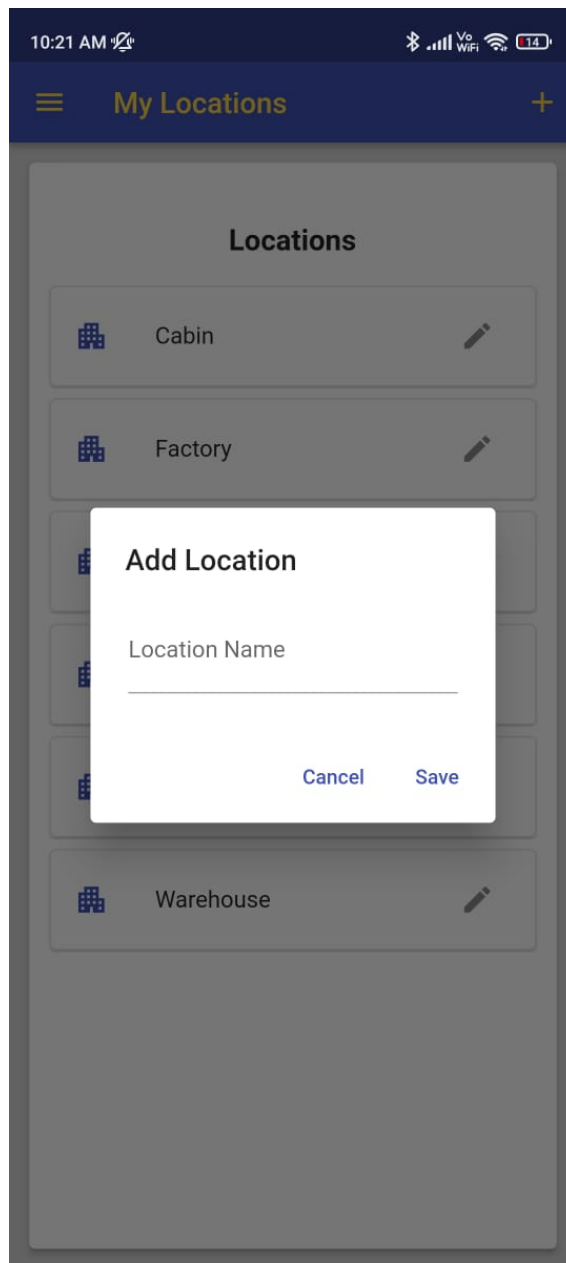 10:21 AM Vo WiFi 14
My Locations +
Locations
Cabin
Factory
Add Location
Location Name
Cancel Save
Warehouse